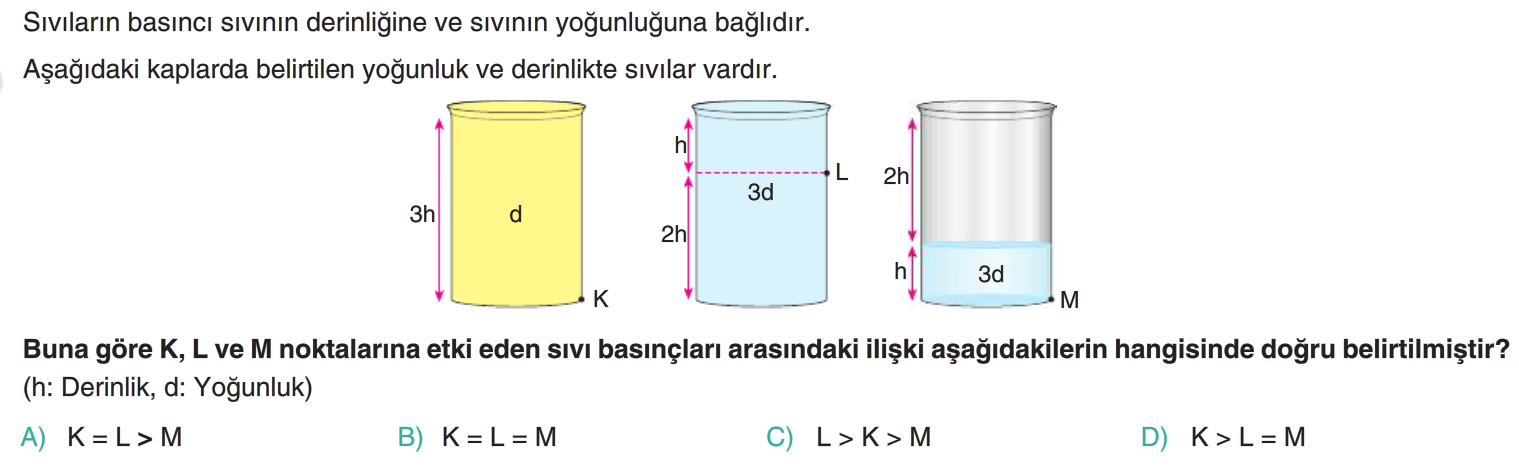 Sıvıların basıncı sıvının derinliğine ve sıvının yoğunluğuna bağlıdır.
Aşağıdaki kaplarda belirtilen yoğunluk ve derinlikte sıvılar vardır.
3h
d
K
h
2h
3d
L
2h
h
3d
M
Buna göre K, L ve M noktalarına etki eden sıvı basınçları arasındaki ilişki aşağıdakilerin hangisinde doğru belirtilmiştir?
(h: Derinlik, d: Yoğunluk)
A) K = L > M
B) K = L = M
C) L > K > M
D) K > L = M